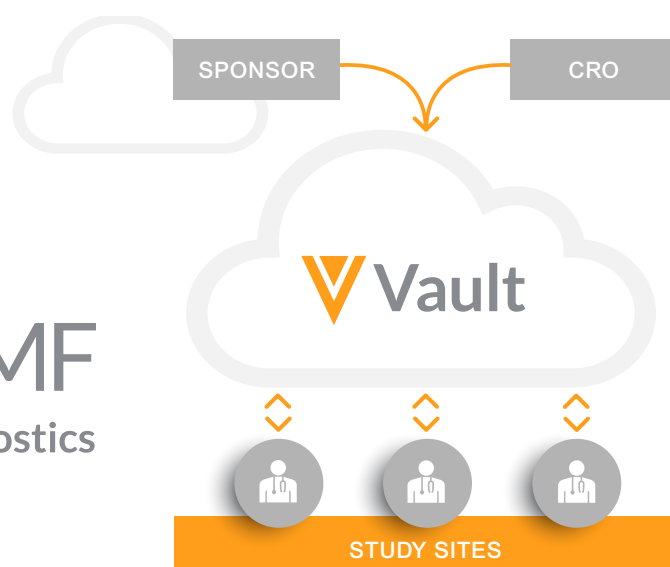 SPONSOR
CRO
Vault
MF
ostics
STUDY SITES